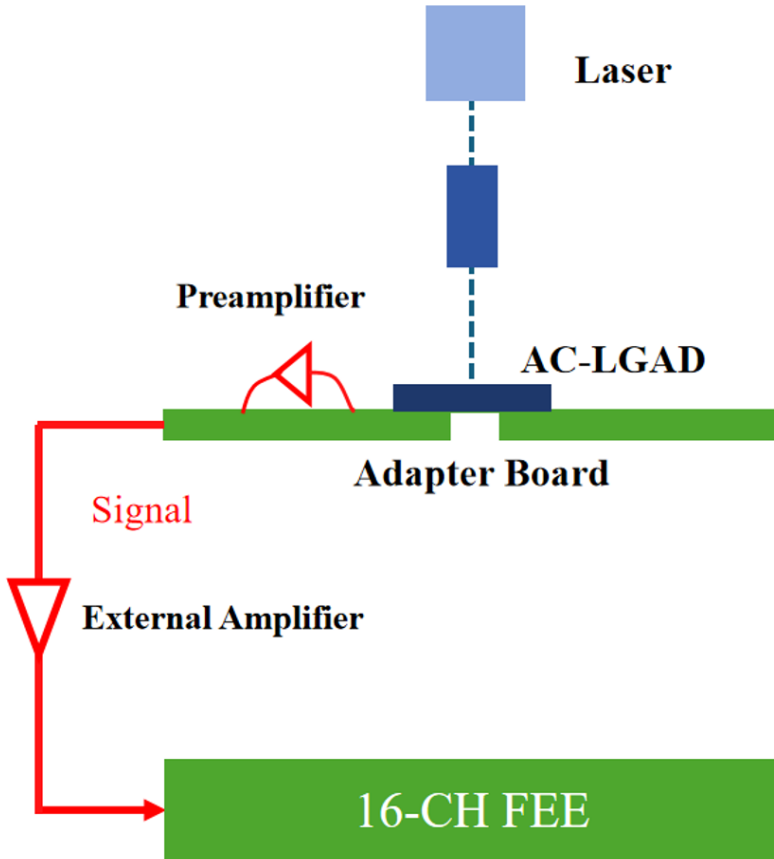 Laser
Preamplifier
AC-LGAD
Adapter Board
Signal
External Amplifier
16-CH FEE